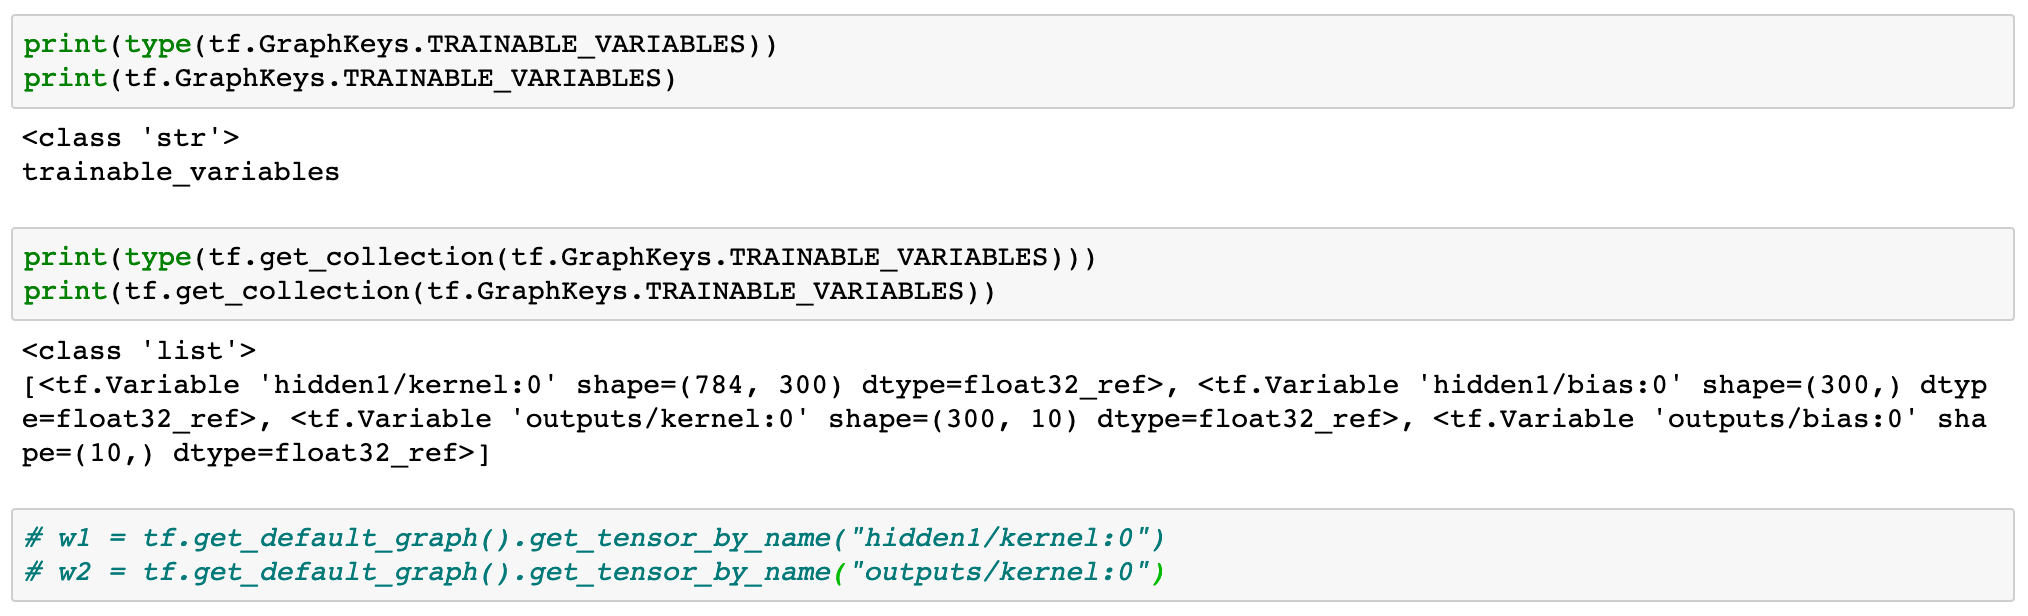 print(type(tf.GraphKeys.TRAINABLE_VARIABLES))
print(tf.GraphKeys.TRAINABLE_VARIABLES)
<class 'str'>
trainable_variables
print(type(tf.get_collection(tf.GraphKeys.TRAINABLE_VARIABLES)))
print(tf.get_collection(tf.GraphKeys.TRAINABLE_VARIABLES))
<class 'list'>
[<tf.Variable 'hidden1/kernel:0' shape=(784, 300) dtype=float32_ref>, <tf.Variable 'hidden1/bias:0' shape=(300,) dtyp
e=float32_ref>, <tf.Variable 'outputs/kernel:0' shape=(300, 10) dtype=float32_ref>, <tf.Variable 'outputs/bias:0' sha
pe=(10,) dtype=float32_ref>]
# w1 = tf.get_default_graph().get_tensor_by_name("hidden1/kernel:0")
# w2 = tf.get_default_graph().get_tensor_by_name("outputs/kernel:0")